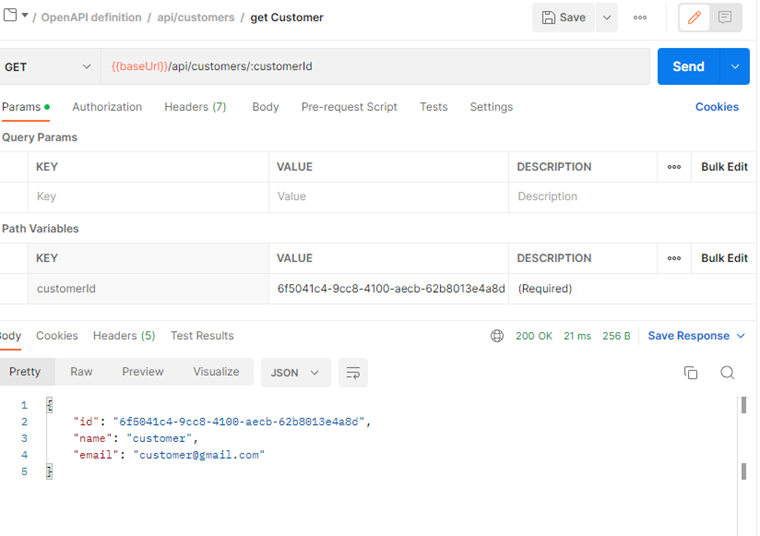 / OpenAPI definition / api/customers / get Customer
Save
GET
{{baseUrl}}/api/customers/:customerId
Send
Params Authorization Headers (7) Body Pre-request Script Tests Settings Cookies
Query Params
KEY VALUE DESCRIPTION Bulk Edit
Key Value Description
Path Variables
KEY VALUE DESCRIPTION Bulk Edit
customerId 6f5041c4-9cc8-4100-aecb-62b8013e4a8d (Required)
Body Cookies Headers (5) Test Results 200 OK 21 ms 256 B Save Response
Pretty Raw Preview Visualize JSON
1 {
2 "id": "6f5041c4-9cc8-4100-aecb-62b8013e4a8d",
3 "name": "customer",
4 "email": "customer@gmail.com"
5 }